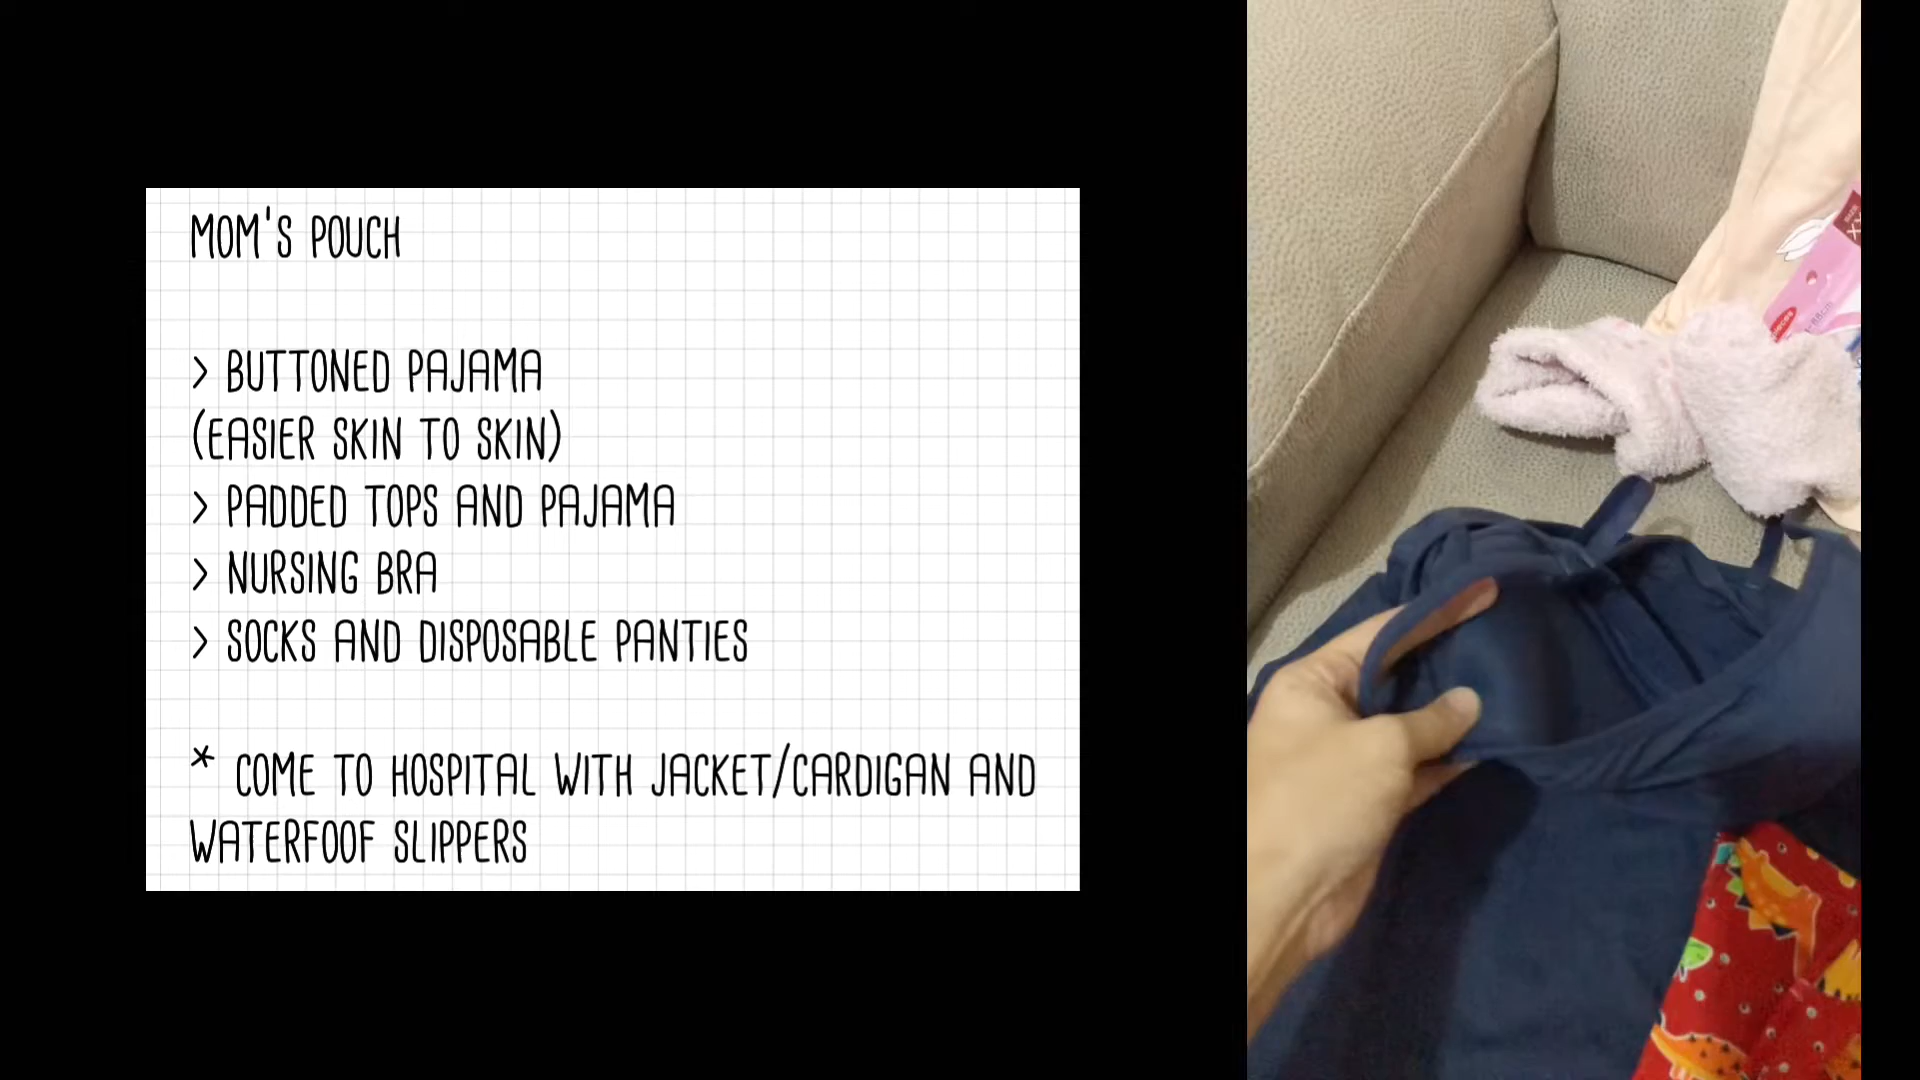 MOM'S POUCH
> BUTTONED PAJAMA
(EASIER SKIN TO SKIN)
> PADDED TOPS AND PAJAMA
> NURSING BRA
> SOCKS AND DISPOSABLE PANTIES
* COME TO HOSPITAL WITH JACKET/CARDIGAN AND
WATERFOOF SLIPPERS